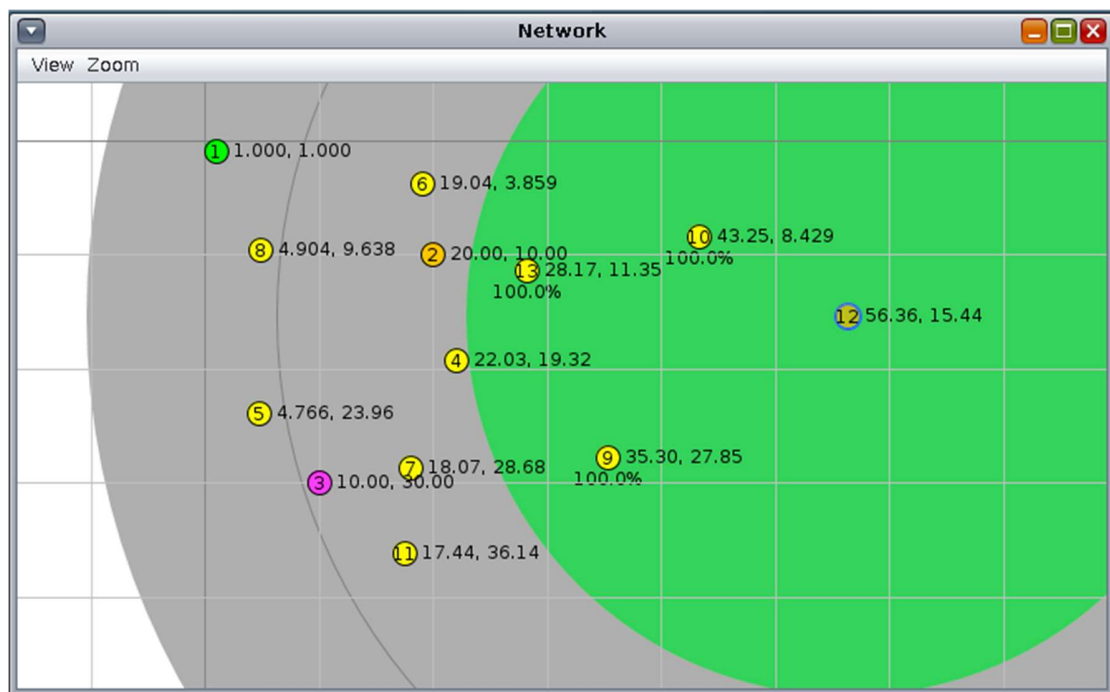 Network
View Zoom
1 1.000, 1.000
6 19.04, 3.859
10 43.25, 8.429
100.0%
8 4.904, 9.638
2 20.00, 10.00
13 28.17, 11.35
100.0%
12 56.36, 15.44
4 22.03, 19.32
5 4.766, 23.96
9 35.30, 27.85
100.0%
7 18.07, 28.68
3 10.00, 30.00
11 17.44, 36.14